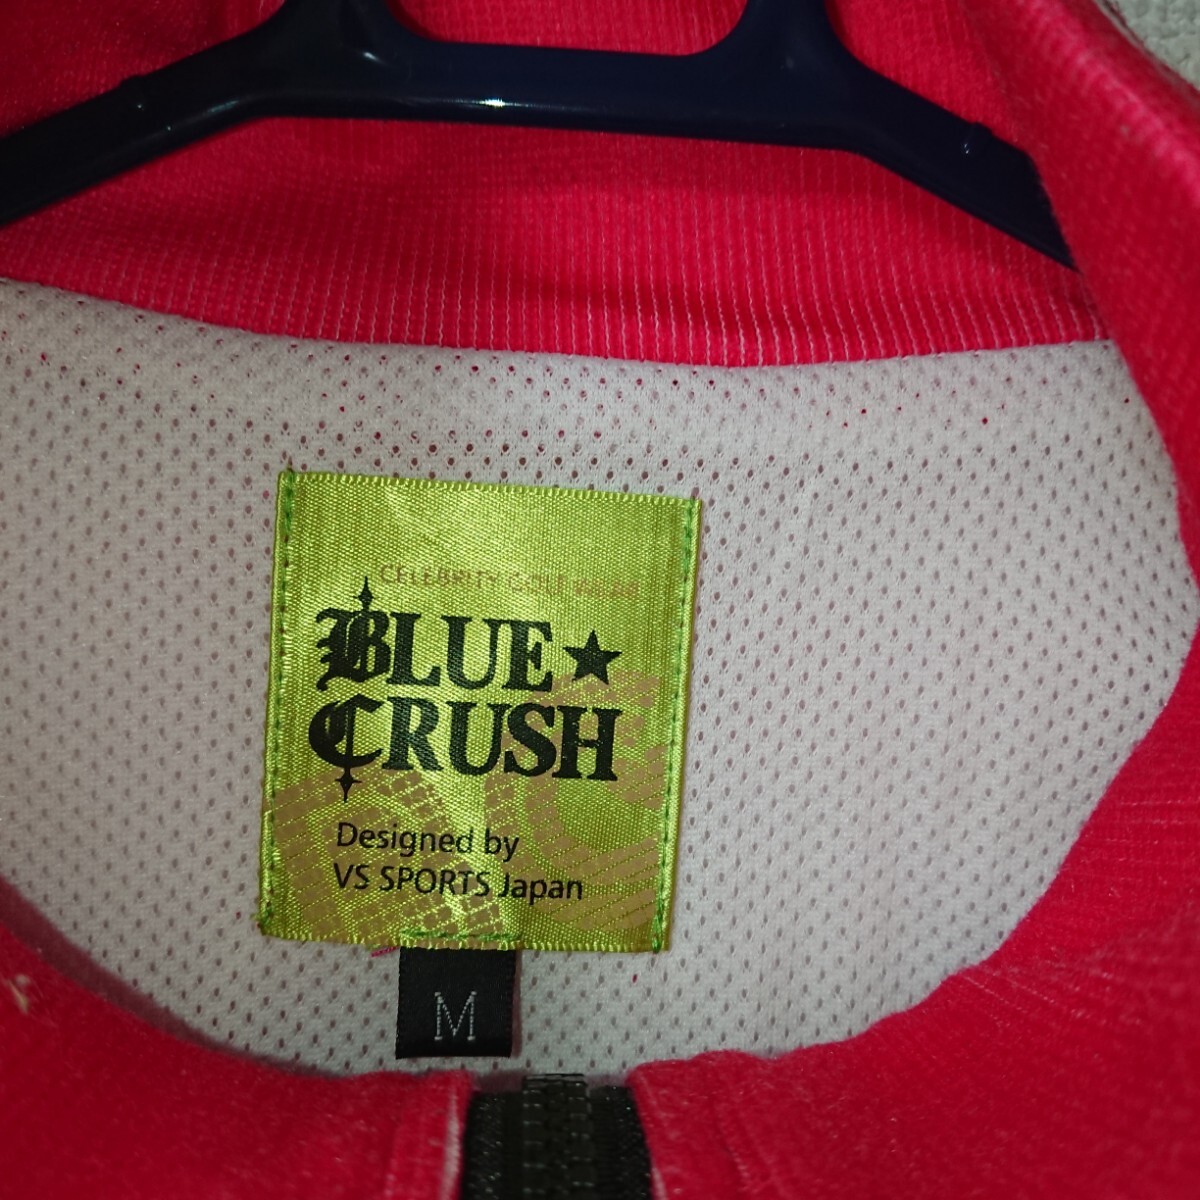 CELEBRITY GOLF WEAR
BLUE★
CRUSH
Designed by
VS SPORTS Japan
M